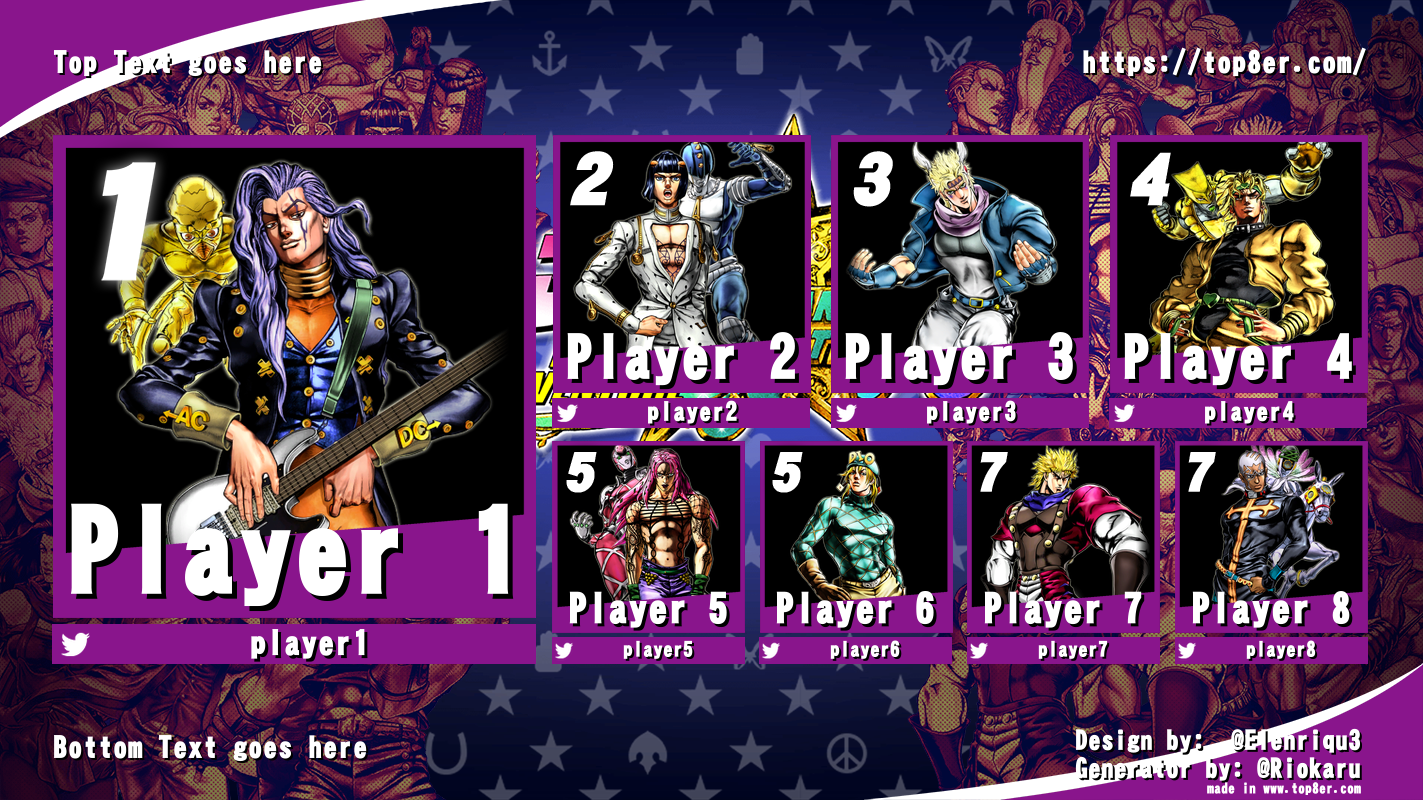 Top Text goes here
https://top8er.com/
1
AC
DC
Player 1
player1
2
Player 2
player2
3
Player 3
player3
4
Player 4
player4
5
Player 5
player5
5
Player 6
player6
7
Player 7
player7
7
Player 8
player8
Bottom Text goes here
Design by: @Elenriqu3
Generator by: @Riokaru
made in www.top8er.com